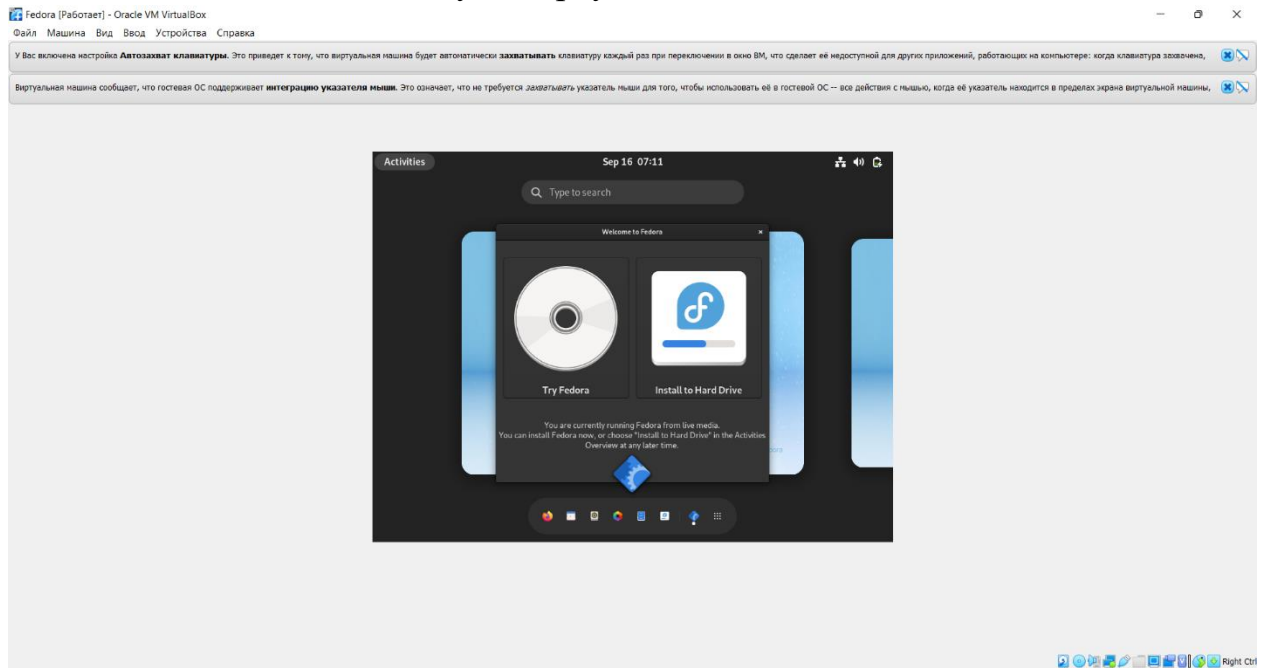 Fedora [Работает] - Oracle VM VirtualBox
Файл Машина Вид Ввод Устройства Справка
У Вас включена настройка Автозахват клавиатуры. Это приведет к тому, что виртуальная машина будет автоматически захватывать клавиатуру каждый раз при переключении в окно ВМ, что сделает её недоступной для других приложений, работающих на компьютере: когда клавиатура захвачена,
Виртуальная машина сообщает, что гостевая ОС поддерживает интеграцию указателя мыши. Это означает, что не требуется захватывать указатель мыши для того, чтобы использовать её в гостевой ОС -- все действия с мышью, когда её указатель находится в пределах экрана виртуальной машины,
Activities Sep 16 07:11
Type to search
Welcome to Fedora
Try Fedora Install to Hard Drive
You are currently running Fedora from live media.
You can install Fedora now, or choose "Install to Hard Drive" in the Activities
Overview at any later time.
Right Ctrl